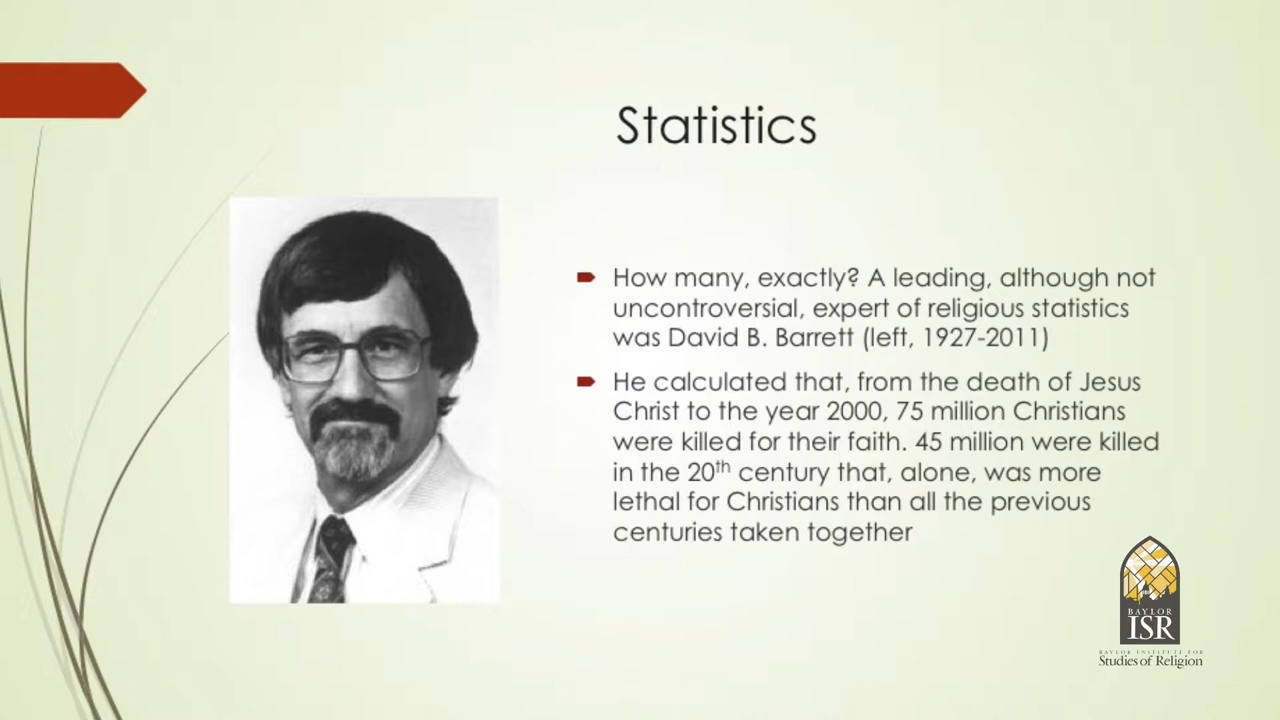 Statistics
How many, exactly? A leading, although not
uncontroversial, expert of religious statistics
was David B. Barrett (left, 1927-2011)
He calculated that, from the death of Jesus
Christ to the year 2000, 75 million Christians
were killed for their faith. 45 million were killed
in the 20th century that, alone, was more
lethal for Christians than all the previous
centuries taken together
BAYLOR
ISR
BAYLOR INSTITUTE FOR
Studies of Religion